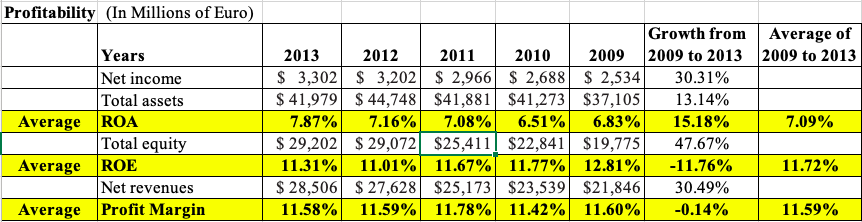 Profitability (In Millions of Euro)
Growth from Average of
Years 2013 2012 2011 2010 2009 2009 to 2013 2009 to 2013
Net income $ 3,302 $ 3,202 $ 2,966 $ 2,688 $ 2,534 30.31%
Total assets $ 41,979 $ 44,748 $41,881 $41,273 $37,105 13.14%
Average ROA 7.87% 7.16% 7.08% 6.51% 6.83% 15.18% 7.09%
Total equity $ 29,202 $ 29,072 $25,411 $22,841 $19,775 47.67%
Average ROE 11.31% 11.01% 11.67% 11.77% 12.81% -11.76% 11.72%
Net revenues $ 28,506 $ 27,628 $25,173 $23,539 $21,846 30.49%
Average Profit Margin 11.58% 11.59% 11.78% 11.42% 11.60% -0.14% 11.59%